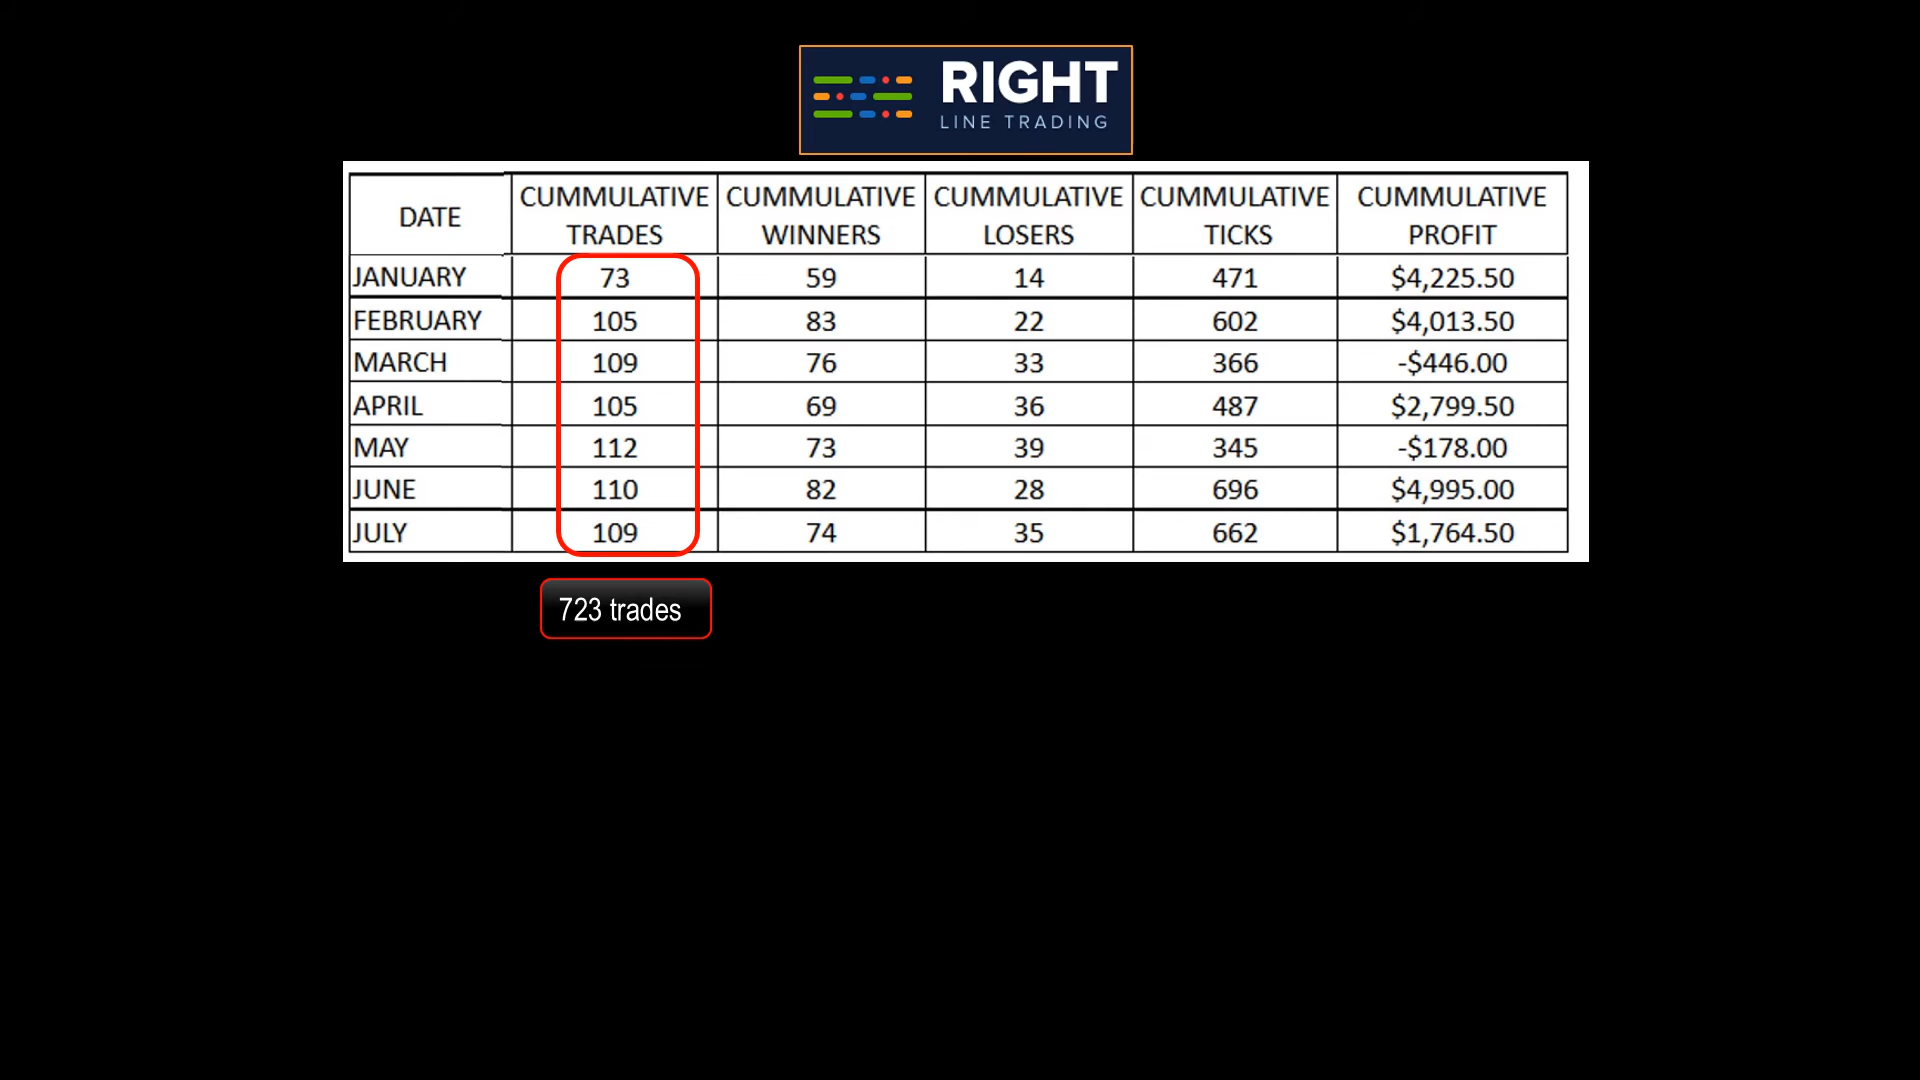 RIGHT
LINE TRADING
DATE CUMMULATIVE TRADES CUMMULATIVE WINNERS CUMMULATIVE LOSERS CUMMULATIVE TICKS CUMMULATIVE PROFIT
JANUARY 73 59 14 471 $4,225.50
FEBRUARY 105 83 22 602 $4,013.50
MARCH 109 76 33 366 -$446.00
APRIL 105 69 36 487 $2,799.50
MAY 112 73 39 345 -$178.00
JUNE 110 82 28 696 $4,995.00
JULY 109 74 35 662 $1,764.50
723 trades